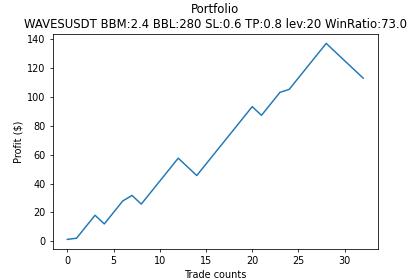 Portfolio
WAVESUSDT BBM:2.4 BBL:280 SL:0.6 TP:0.8 lev:20 WinRatio:73.0
140
120
100
80
60
40
20
0
Profit ($)
0 5 10 15 20 25 30
Trade counts